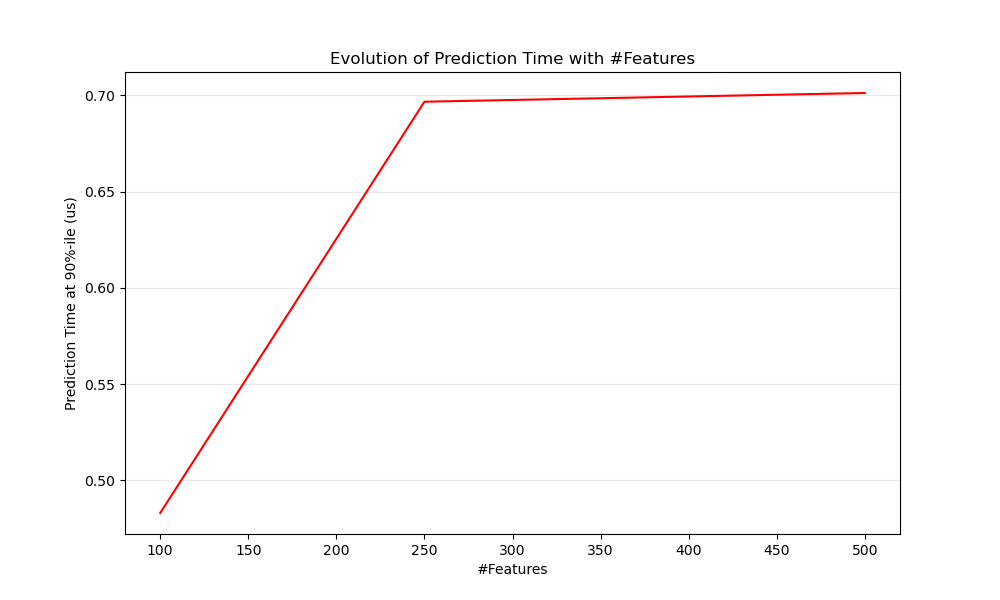 Evolution of Prediction Time with #Features
Prediction Time at 90%-ile (us)
0.70
0.65
0.60
0.55
0.50
100 150 200 250 300 350 400 450 500
#Features